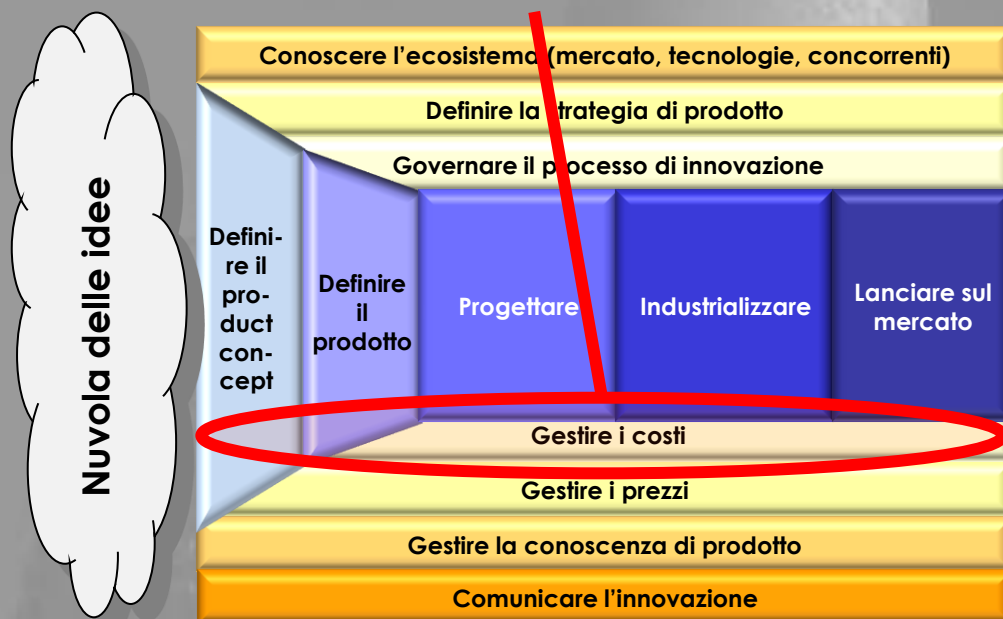 Nuvola delle idee
Conoscere l’ecosistema (mercato, tecnologie, concorrenti)
Definire la strategia di prodotto
Governare il processo di innovazione
Defini-
re il
pro-
duct
con-
cept
Definire
il
prodotto
Progettare
Industrializzare
Lanciare sul
mercato
Gestire i costi
Gestire i prezzi
Gestire la conoscenza di prodotto
Comunicare l’innovazione